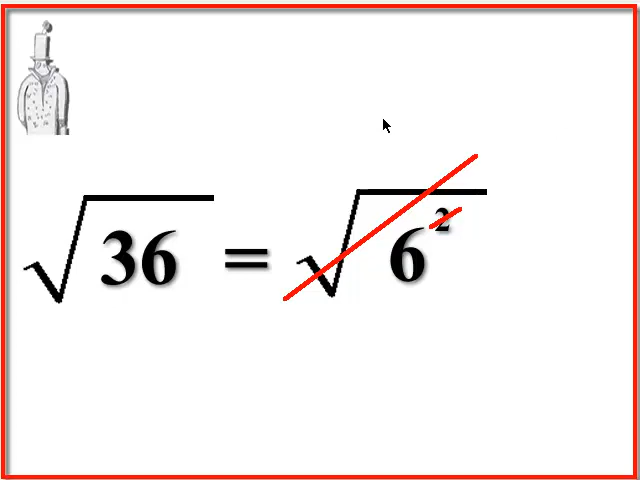 √36 = √6²